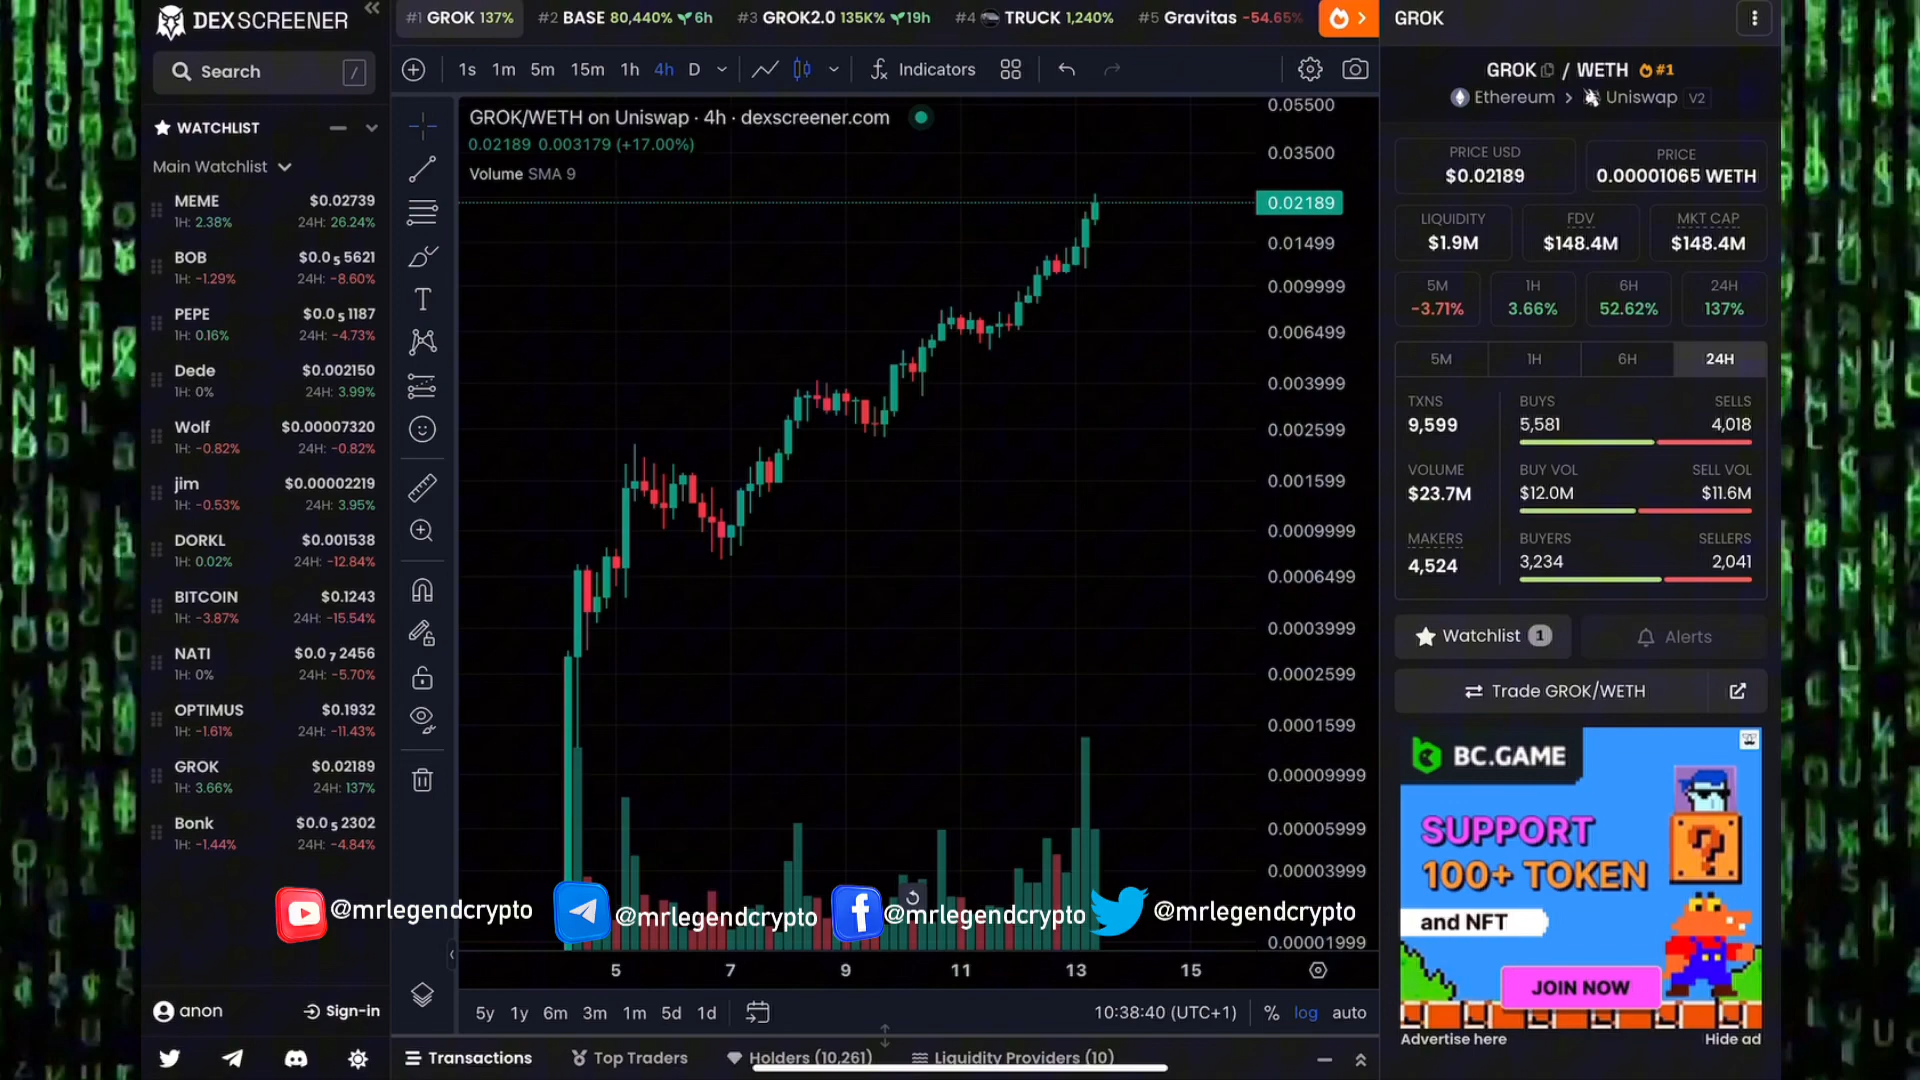 DEX SCREENER
Search /
WATCHLIST
Main Watchlist
MEME $0.02739
1H: 2.38% 24H: 26.24%
BOB $0.0₅5621
1H: -1.29% 24H: -8.60%
PEPE $0.0₅1187
1H: 0.16% 24H: -4.73%
Dede $0.002150
1H: 0% 24H: 3.99%
Wolf $0.00007320
1H: -0.82% 24H: -0.82%
jim $0.00002219
1H: -0.53% 24H: 3.95%
DORKL $0.001538
1H: 0.02% 24H: -12.84%
BITCOIN $0.1243
1H: -3.87% 24H: -15.54%
NATI $0.0₇2456
1H: 0% 24H: -5.70%
OPTIMUS $0.1932
1H: -1.61% 24H: -11.43%
GROK $0.02189
1H: 3.66% 24H: 137%
Bonk $0.0₅2302
1H: -1.44% 24H: -4.84%
anon Sign-in
#1 GROK 137% #2 BASE 80,440% 6h #3 GROK2.0 135K% 19h #4 TRUCK 1,240% #5 Gravitas -54.65%
1s 1m 5m 15m 1h 4h D Indicators
GROK/WETH on Uniswap · 4h · dexscreener.com
0.02189 0.003179 (+17.00%)
Volume SMA 9
0.05500
0.03500
0.02189
0.01499
0.009999
0.006499
0.003999
0.002599
0.001599
0.0009999
0.0006499
0.0003999
0.0002599
0.0001599
0.00009999
0.00005999
0.00003999
0.00001999
@mrlegendcrypto @mrlegendcrypto @mrlegendcrypto @mrlegendcrypto
5 7 9 11 13 15
5y 1y 6m 3m 1m 5d 1d 10:38:40 (UTC+1) % log auto
Transactions Top Traders Holders (10,261) Liquidity Providers (10)
GROK
GROK / WETH #1
Ethereum > Uniswap V2
PRICE USD PRICE
$0.02189 0.00001065 WETH
LIQUIDITY FDV MKT CAP
$1.9M $148.4M $148.4M
5M 1H 6H 24H
-3.71% 3.66% 52.62% 137%
5M 1H 6H 24H
TXNS BUYS SELLS
9,599 5,581 4,018
VOLUME BUY VOL SELL VOL
$23.7M $12.0M $11.6M
MAKERS BUYERS SELLERS
4,524 3,234 2,041
Watchlist 1 Alerts
Trade GROK/WETH
BC.GAME
SUPPORT
100+ TOKEN
and NFT
JOIN NOW
Advertise here Hide ad